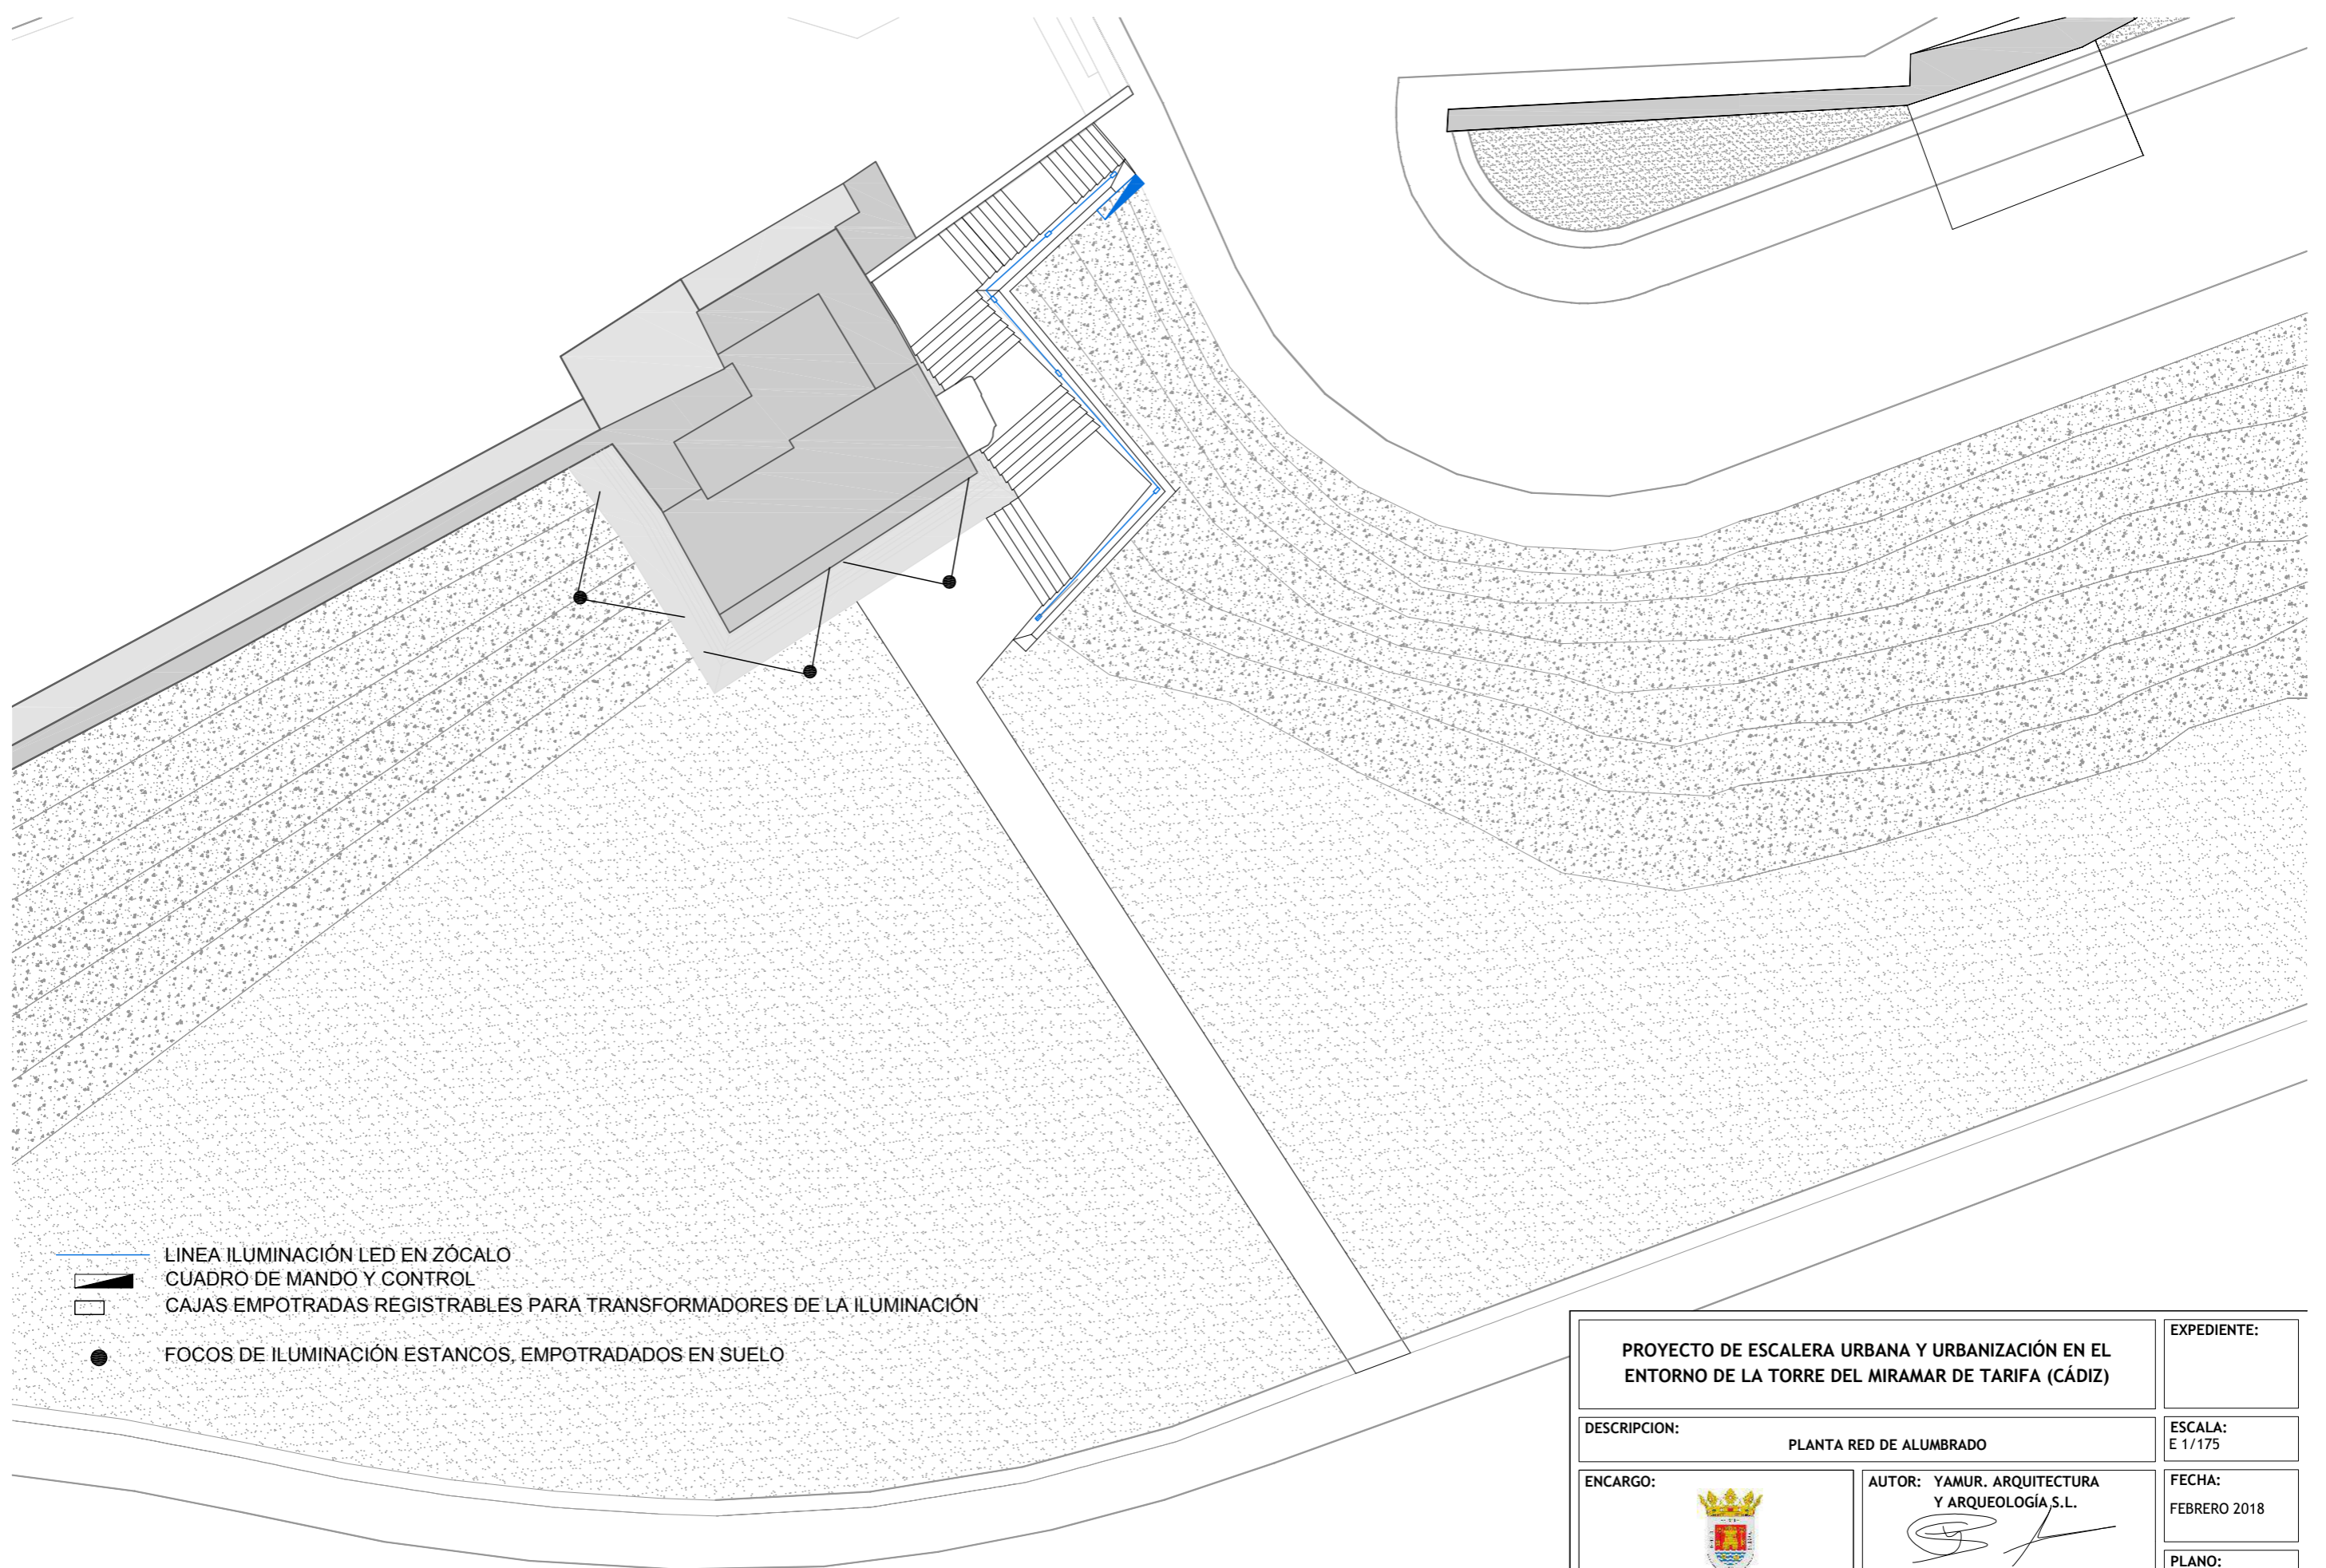 LINEA ILUMINACIÓN LED EN ZÓCALO
CUADRO DE MANDO Y CONTROL
CAJAS EMPOTRADAS REGISTRABLES PARA TRANSFORMADORES DE LA ILUMINACIÓN
FOCOS DE ILUMINACIÓN ESTANCOS, EMPOTRADADOS EN SUELO
PROYECTO DE ESCALERA URBANA Y URBANIZACIÓN EN EL
ENTORNO DE LA TORRE DEL MIRAMAR DE TARIFA (CÁDIZ)
EXPEDIENTE:
DESCRIPCION:
PLANTA RED DE ALUMBRADO
ESCALA:
E 1/175
ENCARGO:
AUTOR: YAMUR. ARQUITECTURA
Y ARQUEOLOGÍA S.L.
FECHA:
FEBRERO 2018
PLANO: